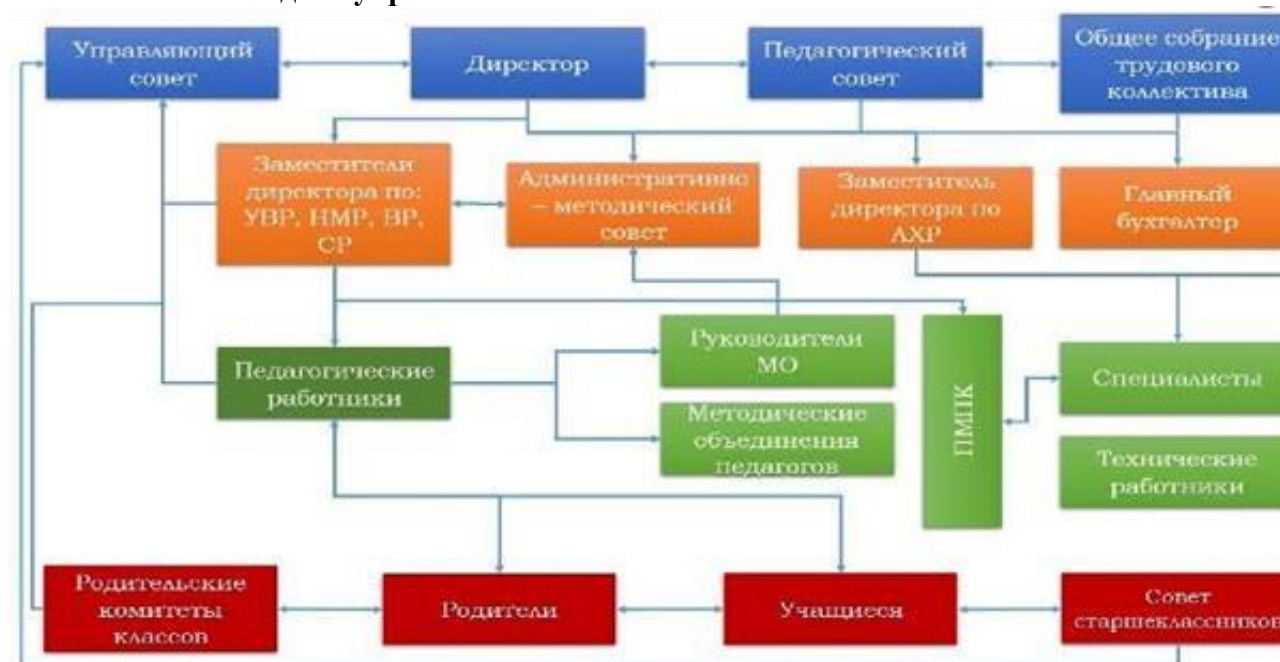 Управляющий
совет
Директор
Педагогический
совет
Общее собрание
трудового
коллектива
Заместители
директора по:
УВР, НМР, ВР,
СР
Административно
– методический
совет
Заместитель
директора по
АХР
Главный
бухгалтер
Педагогические
работники
Руководители
МО
Методические
объединения
педагогов
ПМПК
Специалисты
Технические
работники
Родительские
комитеты
классов
Родители
Учащиеся
Совет
старшеклассников